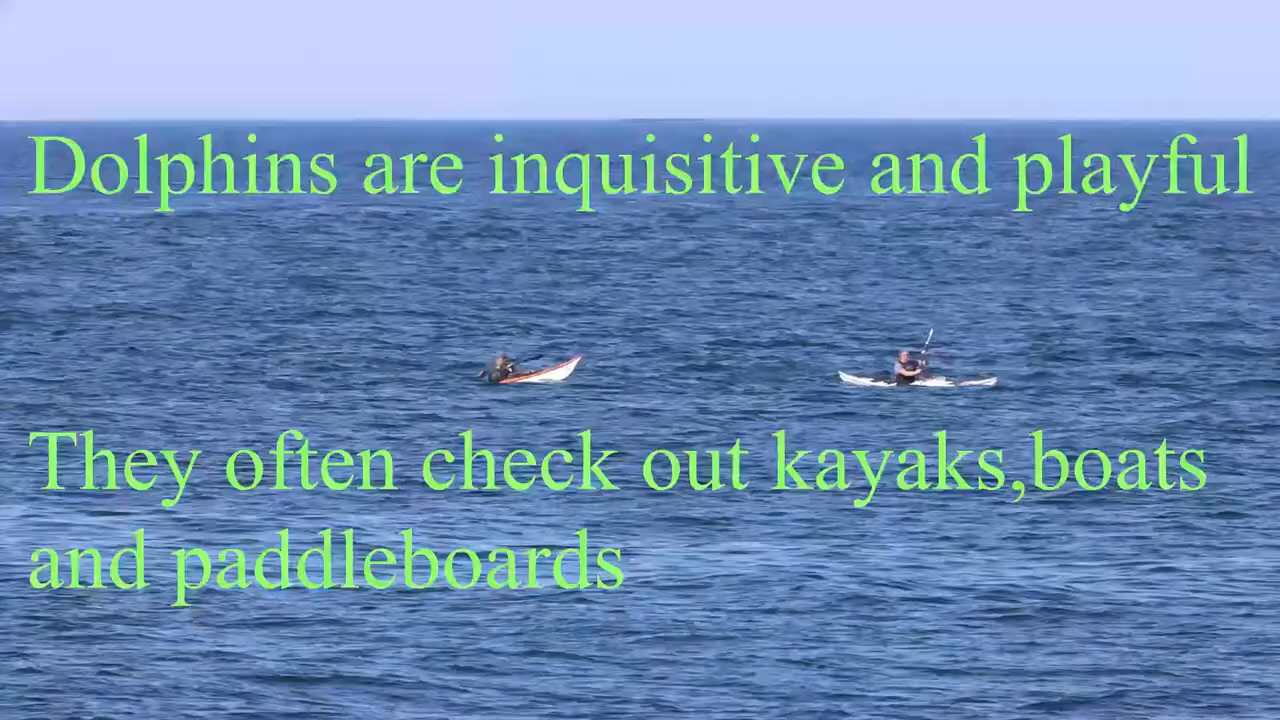 Dolphins are inquisitive and playful
They often check out kayaks,boats
and paddleboards